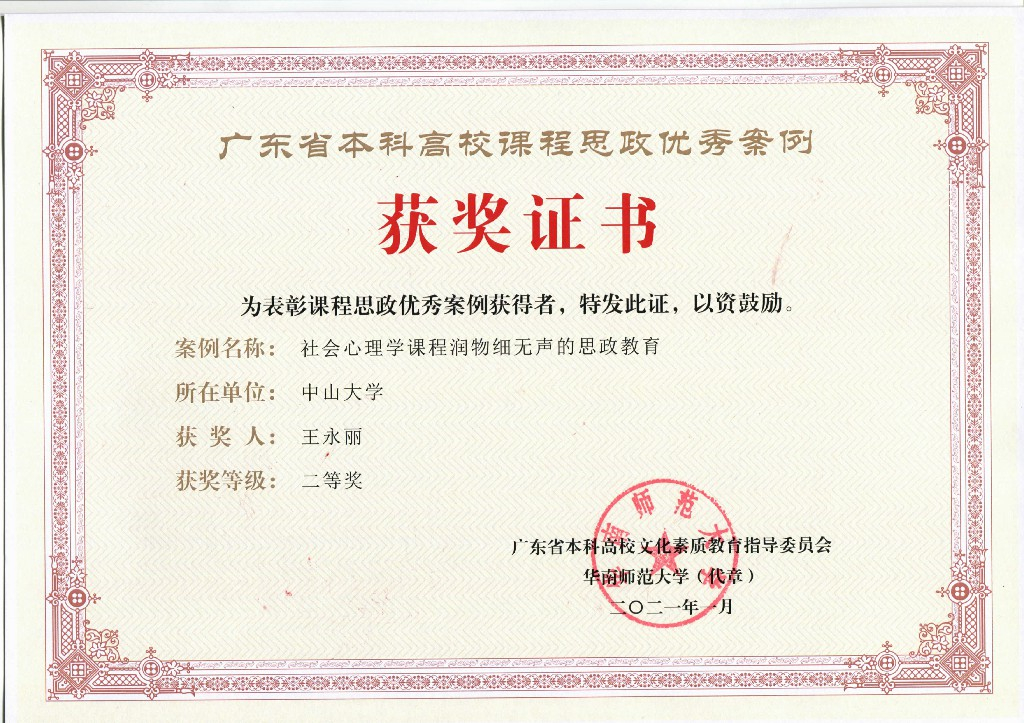 广东省本科高校课程思政优秀案例
获奖证书
为表彰课程思政优秀案例获得者，特发此证，以资鼓励。
案例名称： 社会心理学课程润物细无声的思政教育
所在单位： 中山大学
获奖人： 王永丽
获奖等级： 二等奖
华南师范大学
广东省本科高校文化素质教育指导委员会
华南师范大学（代章）
二〇二一年一月